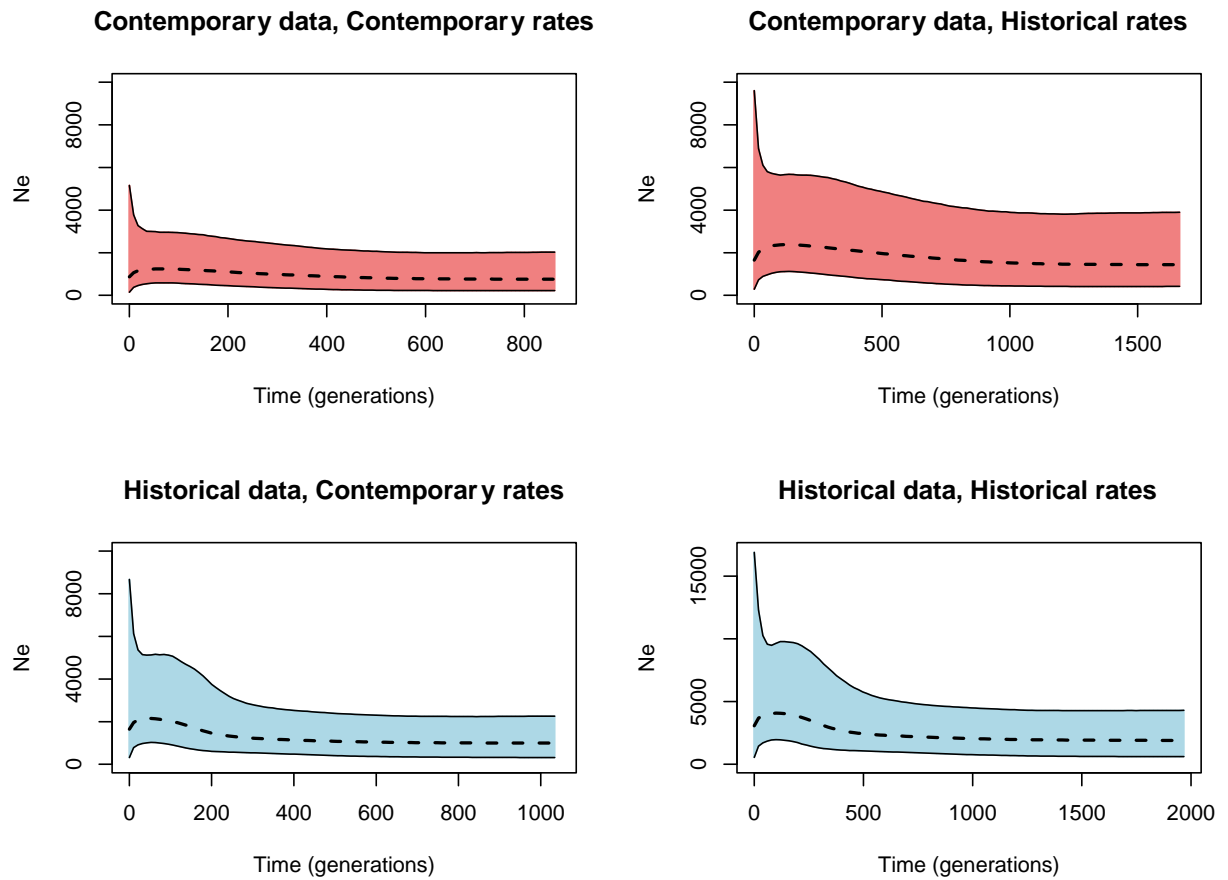 Contemporary data, Contemporary rates
Ne
8000
4000
0
0 200 400 600 800
Time (generations)
Contemporary data, Historical rates
Ne
8000
4000
0
0 500 1000 1500
Time (generations)
Historical data, Contemporary rates
Ne
8000
4000
0
0 200 400 600 800 1000
Time (generations)
Historical data, Historical rates
Ne
15000
5000
0
0 500 1000 1500 2000
Time (generations)